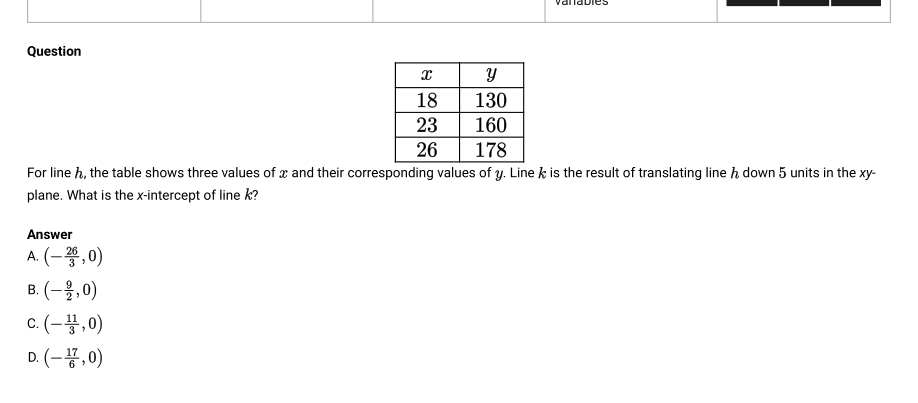 variables
Question
x y
18 130
23 160
26 178
For line h, the table shows three values of x and their corresponding values of y. Line k is the result of translating line h down 5 units in the xy-
plane. What is the x-intercept of line k?
Answer
A. (−26/3, 0)
B. (−9/2, 0)
C. (−11/3, 0)
D. (−17/6, 0)